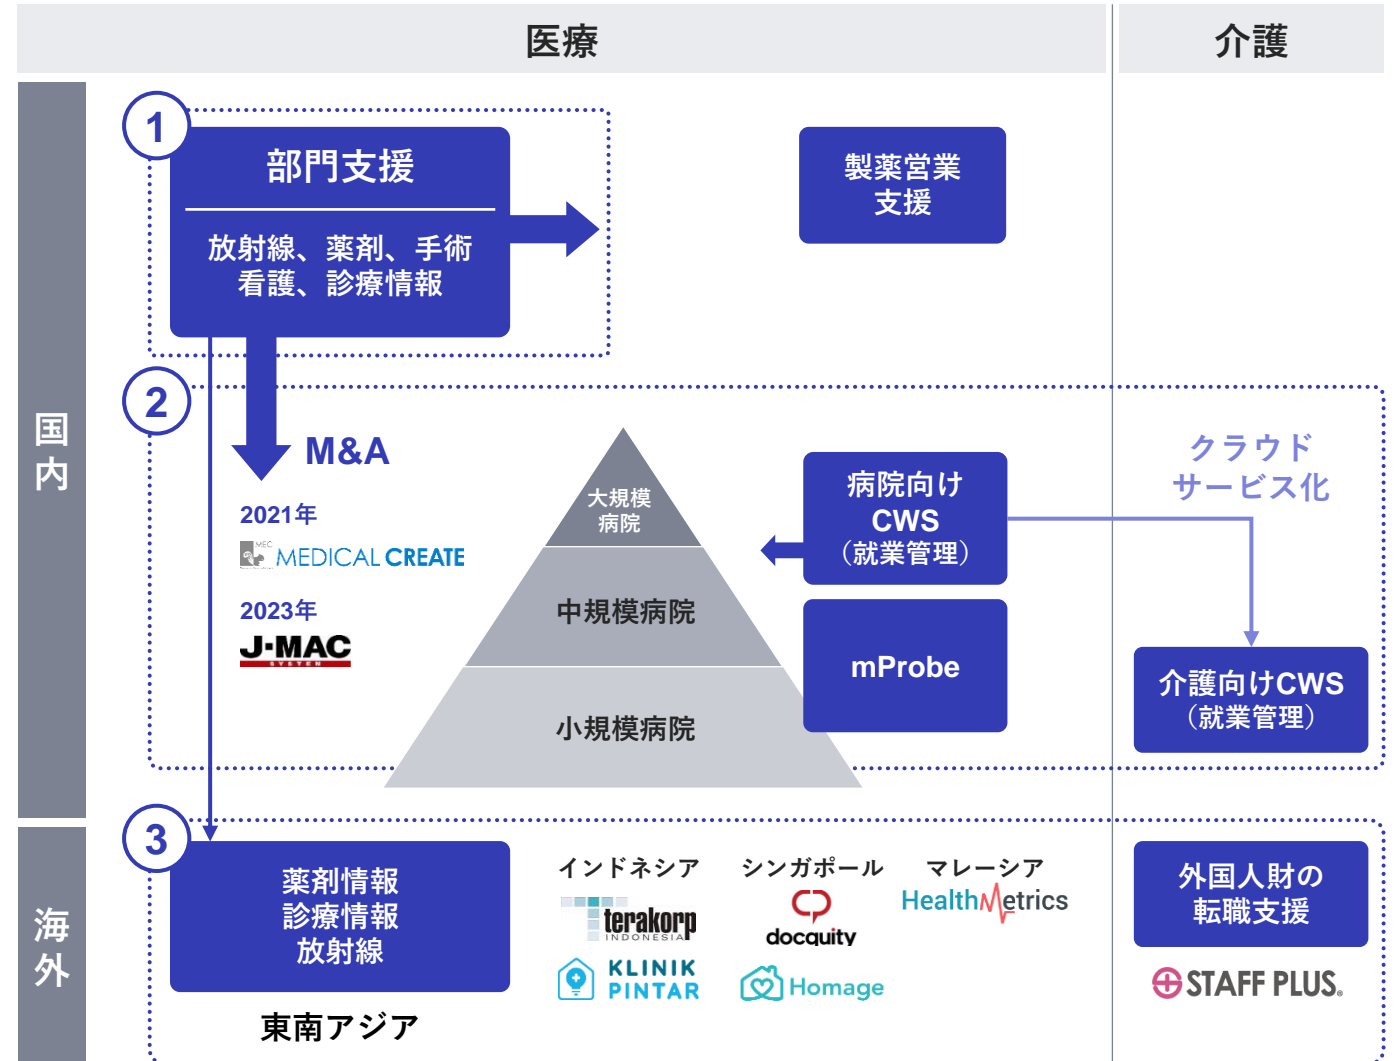 医療
介護
国内
1
部門支援
放射線、薬剤、手術
看護、診療情報
製薬営業
支援
2
M&A
2021年
MEC
MEDICAL CREATE
2023年
J-MAC
SYSTEM
大規模
病院
中規模病院
小規模病院
病院向け
CWS
（就業管理）
mProbe
クラウド
サービス化
介護向けCWS
（就業管理）
海外
3
薬剤情報
診療情報
放射線
東南アジア
インドネシア
terakorp
INDONESIA
KLINIK
PINTAR
シンガポール
docquity
Homage
マレーシア
HealthMetrics
外国人財の
転職支援
STAFF PLUS.